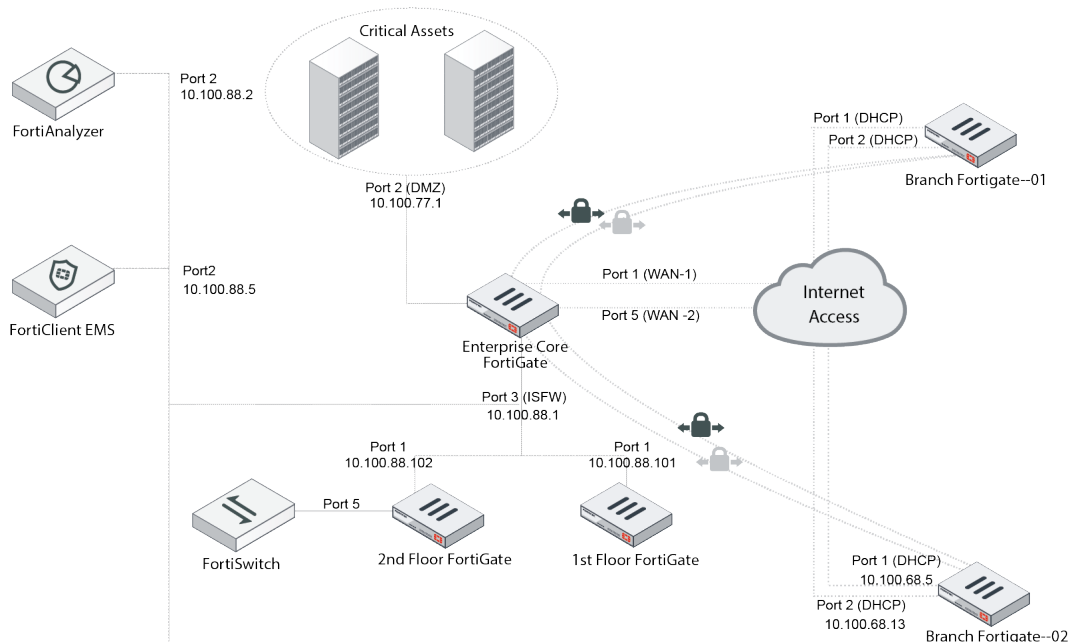 Critical Assets
Port 2
10.100.88.2
FortiAnalyzer
Port 1 (DHCP)
Port 2 (DHCP)
Branch Fortigate--01
Port 2 (DMZ)
10.100.77.1
Port2
10.100.88.5
FortiClient EMS
Port 1 (WAN-1)
Port 5 (WAN -2)
Internet
Access
Enterprise Core
FortiGate
Port 3 (ISFW)
10.100.88.1
Port 1
10.100.88.102
Port 1
10.100.88.101
Port 5
FortiSwitch
2nd Floor FortiGate
1st Floor FortiGate
Port 1 (DHCP)
10.100.68.5
Port 2 (DHCP)
10.100.68.13
Branch Fortigate--02